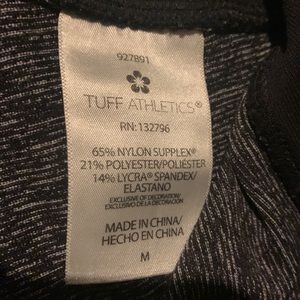 927B91
TUFF ATHLETICS®
RN: 132796
65% NYLON SUPPLEX®
21% POLYESTER/POLIÉSTER
14% LYCRA® SPANDEX/
ELASTANO
EXCLUSIVE OF DECORATION/
EXCLUSIVO DE LA DECORACIÓN
MADE IN CHINA/
HECHO EN CHINA
M